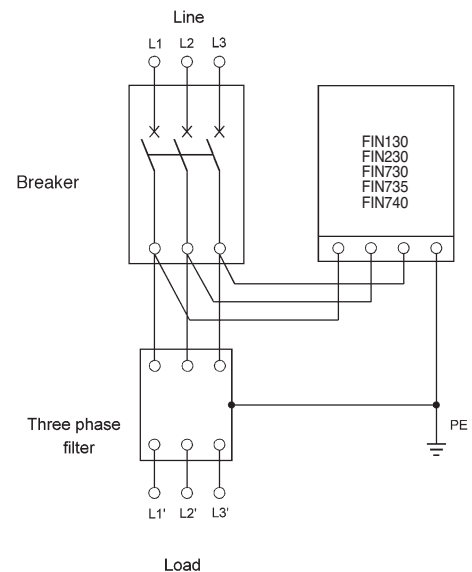 Line
L1 L2 L3
FIN130
FIN230
FIN730
FIN735
FIN740
Breaker
Three phase
filter
PE
L1' L2' L3'
Load